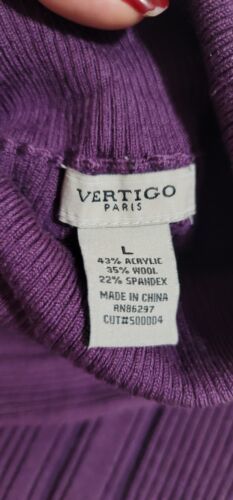 VERTIGO
PARIS
L
43% ACRYLIC
35% WOOL
22% SPANDEX
MADE IN CHINA
RN86297
CUT#500004